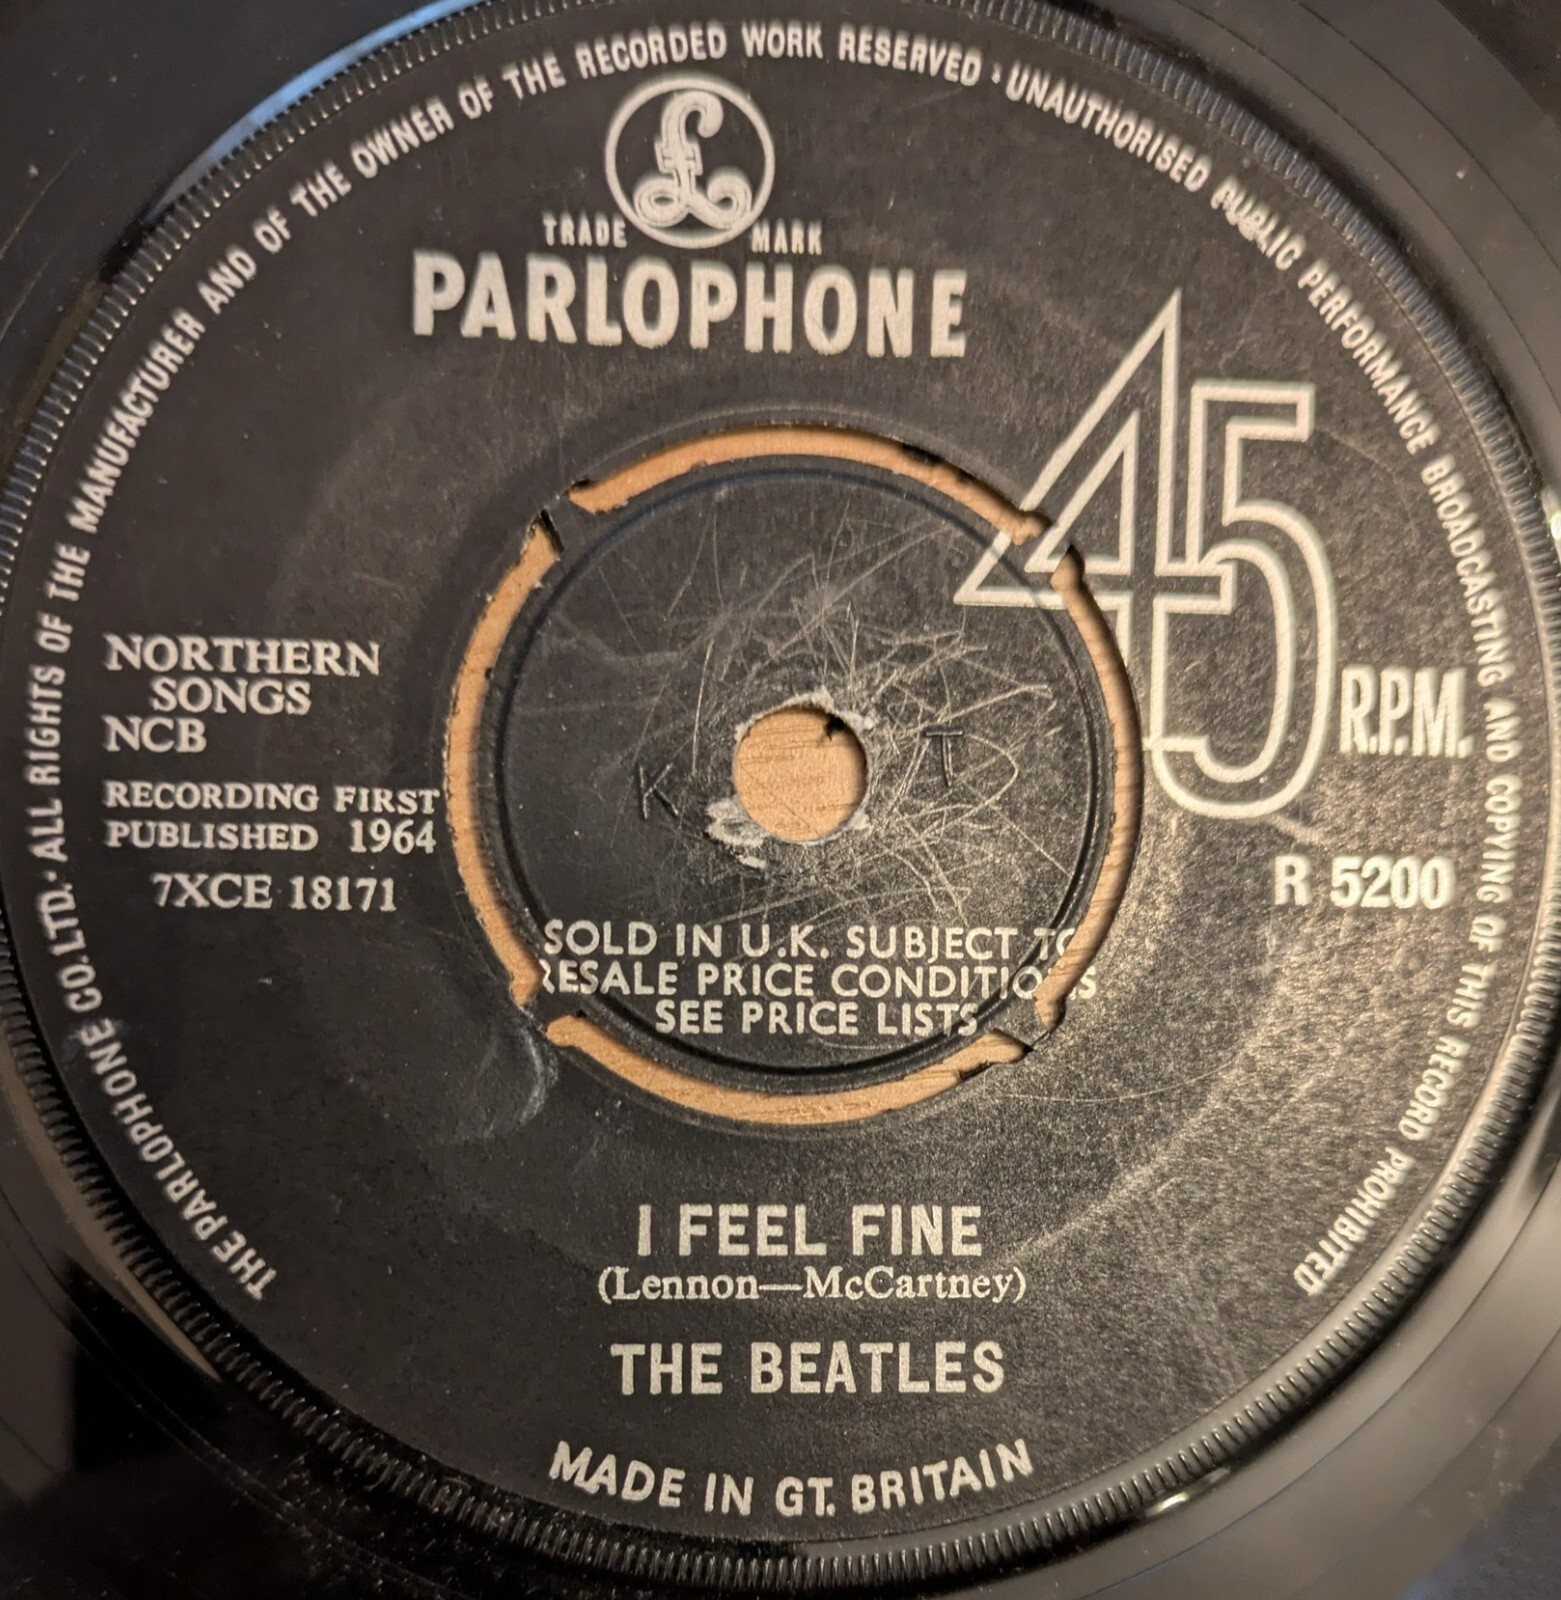 THE PARLOPHONE CO.LTD.· ALL RIGHTS OF THE MANUFACTURER AND OF THE OWNER OF THE RECORDED WORK RESERVED · UNAUTHORISED PUBLIC PERFORMANCE BROADCASTING AND COPYING OF THIS RECORD PROHIBITED
£
TRADE MARK
PARLOPHONE
45 R.P.M.
NORTHERN
SONGS
NCB
RECORDING FIRST
PUBLISHED 1964
7XCE 18171
K T
R 5200
SOLD IN U.K. SUBJECT TO
RESALE PRICE CONDITIONS
SEE PRICE LISTS
I FEEL FINE
(Lennon—McCartney)
THE BEATLES
MADE IN GT. BRITAIN